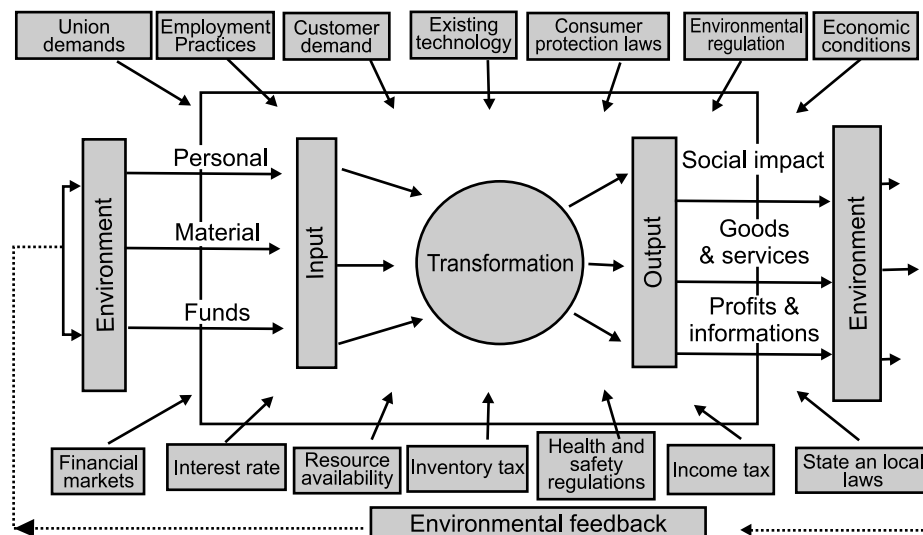 Union
demands
Employment
Practices
Customer
demand
Existing
technology
Consumer
protection laws
Environmental
regulation
Economic
conditions
Environment
Personal
Material
Funds
Input
Transformation
Output
Social impact
Goods
& services
Profits &
informations
Environment
Financial
markets
Interest rate
Resource
availability
Inventory tax
Health and
safety
regulations
Income tax
State an local
laws
Environmental feedback